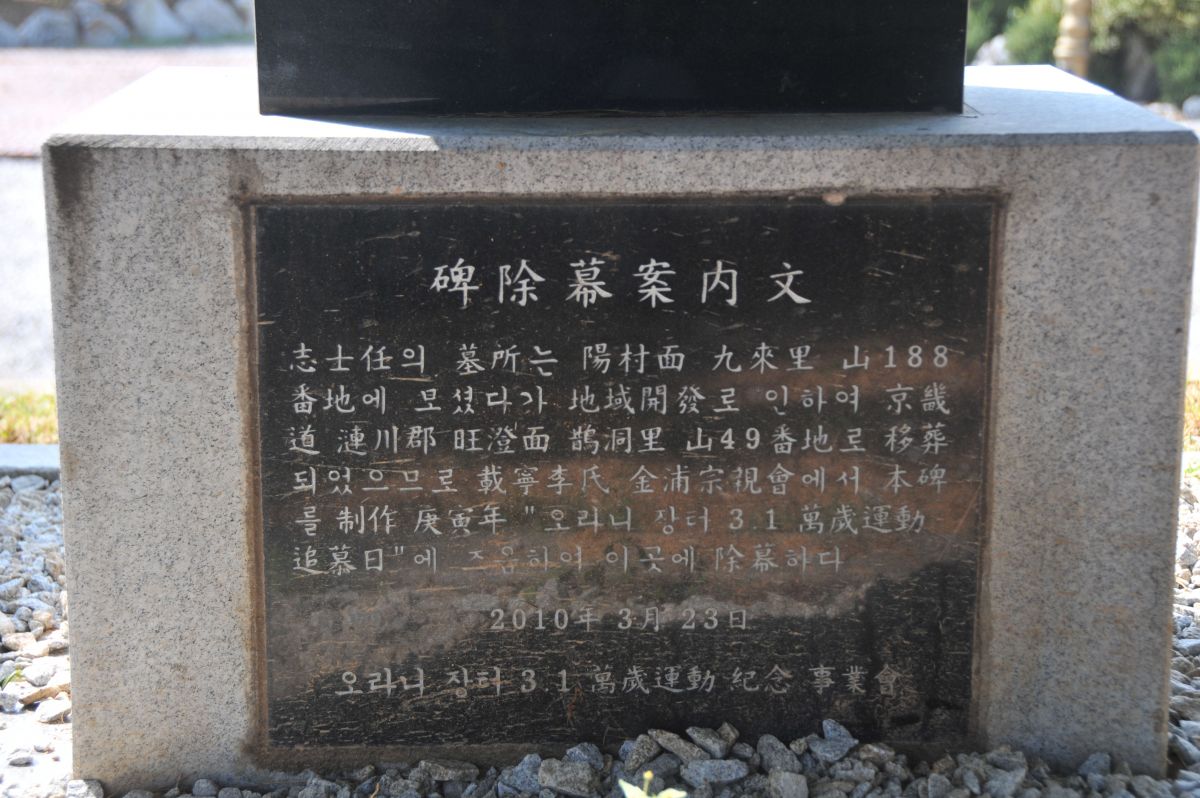 碑除幕案内文
志士任의 墓所는 陽村面 九來里 山188
番地에 모셨다가 地域開發로 인하여 京畿
道 漣川郡 旺澄面 鵲洞里 山49番地로 移葬
되었으므로 載寧李氏 金浦宗視會에서 本碑
를 制作 庚寅年 "오라니 장터 3.1 萬歲運動
追慕日"에 즈음하여 이곳에 除幕하다
2010年 3月 23日
오라니 장터 3.1 萬歲運動 紀念 事業會